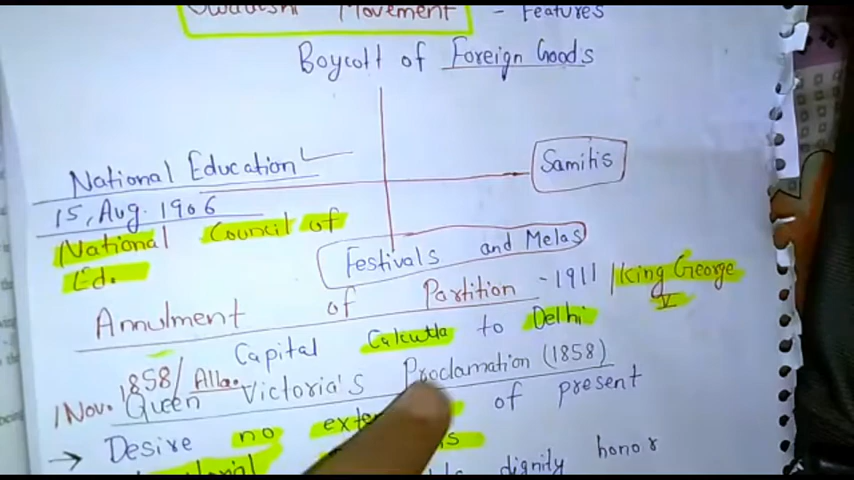 Swadeshi Movement - Features
Boycott of Foreign Goods
National Education
Samitis
15, Aug. 1906
National Council of
Ed.
Festivals and Melas
Annulment of Partition - 1911 / King George
V
Capital Calcutta to Delhi
1 Nov. 1858 / Alla.
Queen Victoria's Proclamation (1858)
→ Desire no of present
dignity honor